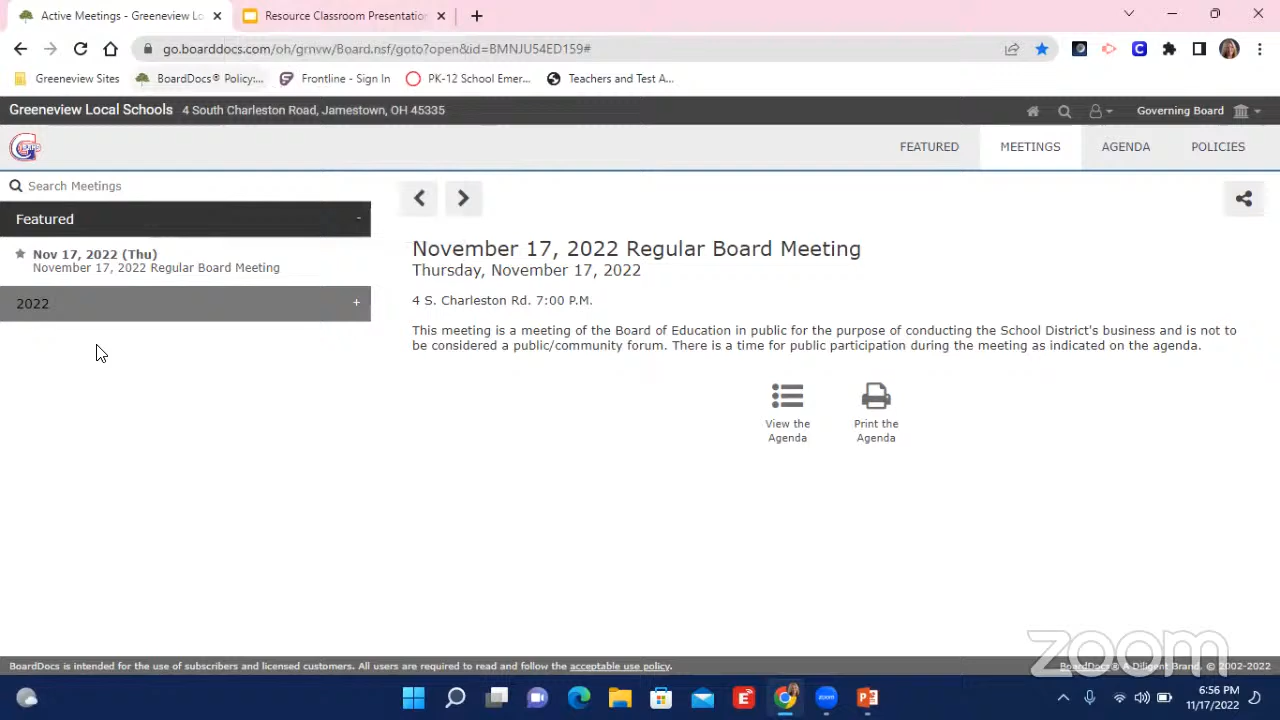 Active Meetings - Greeneview Lo
Resource Classroom Presentation
go.boarddocs.com/oh/grnvw/Board.nsf/goto?open&id=BMNJU54ED159#
Greeneview Sites
BoardDocs® Policy:...
Frontline - Sign In
PK-12 School Emer...
Teachers and Test A...
Greeneview Local Schools 4 South Charleston Road, Jamestown, OH 45335
Governing Board
FEATURED MEETINGS AGENDA POLICIES
Search Meetings
Featured -
Nov 17, 2022 (Thu)
November 17, 2022 Regular Board Meeting
2022 +
November 17, 2022 Regular Board Meeting
Thursday, November 17, 2022
4 S. Charleston Rd. 7:00 P.M.
This meeting is a meeting of the Board of Education in public for the purpose of conducting the School District's business and is not to
be considered a public/community forum. There is a time for public participation during the meeting as indicated on the agenda.
View the
Agenda
Print the
Agenda
zoom
BoardDocs is intended for the use of subscribers and licensed customers. All users are required to read and follow the acceptable use policy.
BoardDocs® A Diligent Brand. © 2002-2022
6:56 PM
11/17/2022